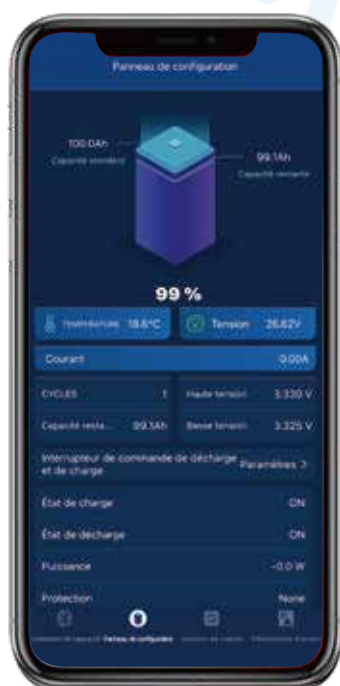 Panneau de configuration
100.0Ah
Capacité standard
99.1Ah
Capacité restante
99 %
Température 18.6°C
Tension 26.62V
Courant 0.00A
CYCLES 1
Haute tension 3.330 V
Capacité resta... 99.1Ah
Basse tension 3.325 V
Interrupteur de commande de décharge
et de charge
Paramètres >
État de charge ON
État de décharge ON
Puissance -0.0 W
Protection None
Panneau de configuration